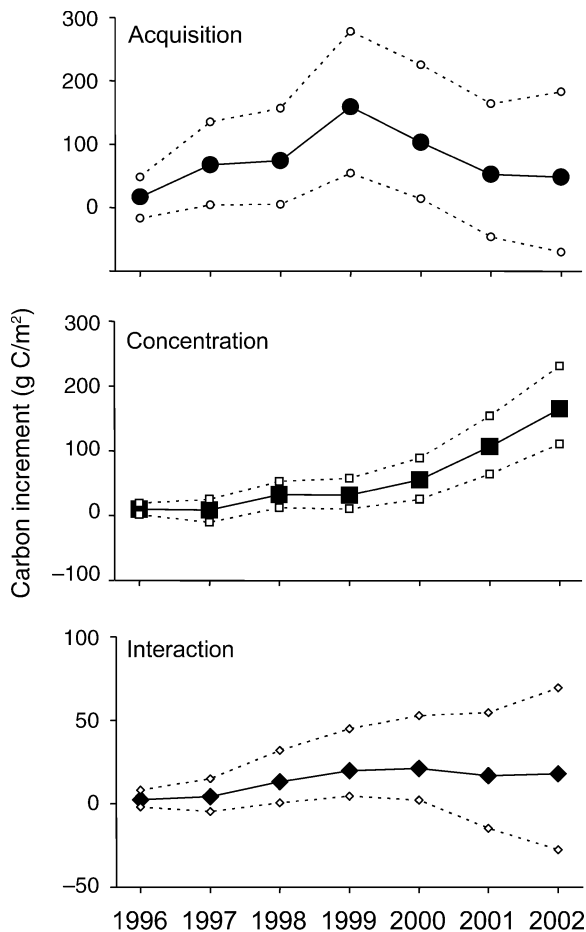 300
Acquisition
200
100
0
Carbon increment (g C/m²)
300
Concentration
200
100
0
–100
100
Interaction
50
0
–50
1996 1997 1998 1999 2000 2001 2002